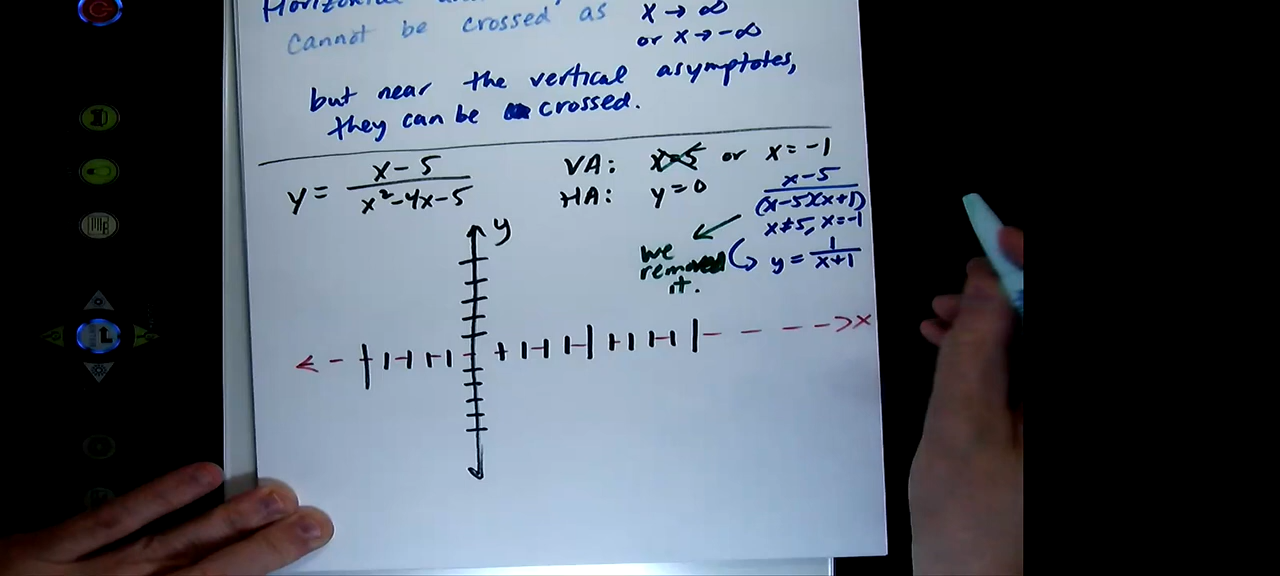 Horizontal
cannot be crossed as x → ∞
or x → -∞
but near the vertical asymptotes,
they can be crossed.
y = (x-5)/(x²-4x-5)
VA: x=5 or x=-1
HA: y=0
(x-5)/((x-5)(x+1))
x≠5, x=-1
y = 1/(x+1)
we
removed
it.
y
x